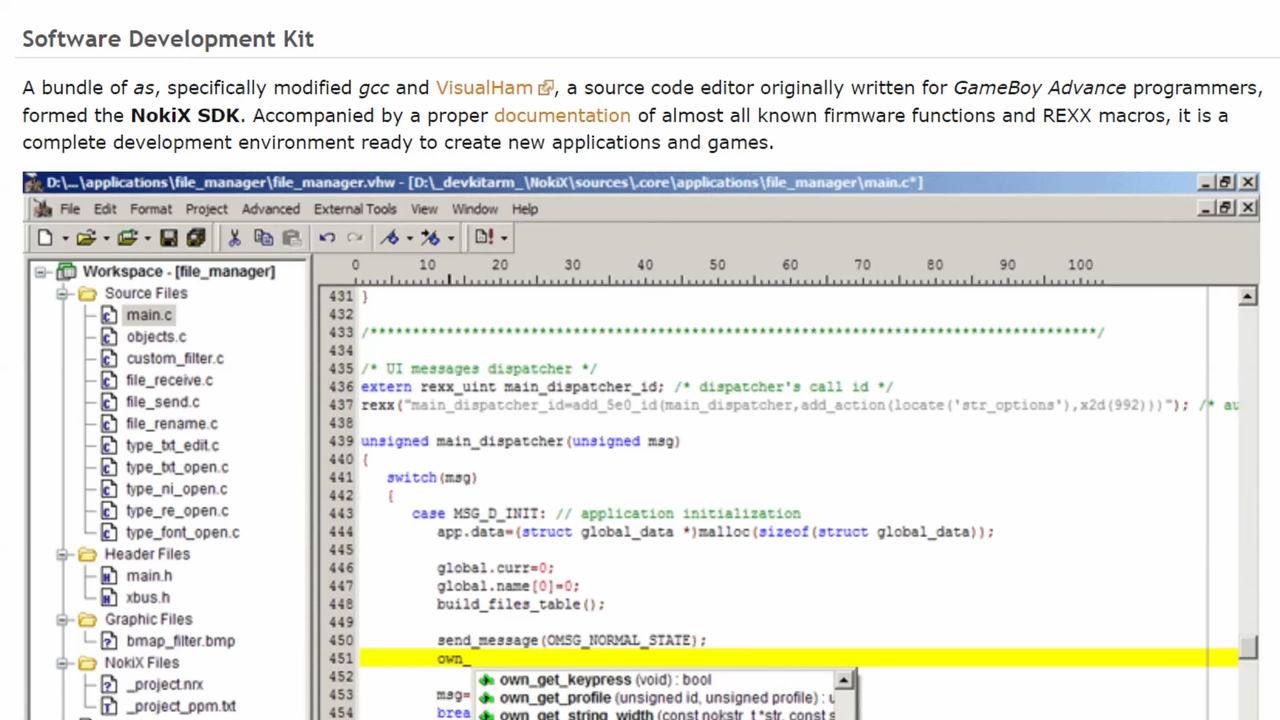 Software Development Kit
A bundle of as, specifically modified gcc and VisualHam, a source code editor originally written for GameBoy Advance programmers,
formed the NokiX SDK. Accompanied by a proper documentation of almost all known firmware functions and REXX macros, it is a
complete development environment ready to create new applications and games.
D:\...\applications\file_manager\file_manager.vhw - [D:\_devkitarm_\NokiX\sources\.core\applications\file_manager\main.c*]
File Edit Format Project Advanced External Tools View Window Help
0 10 20 30 40 50 60 70 80 90 100
Workspace - [file_manager]
Source Files
main.c
objects.c
custom_filter.c
file_receive.c
file_send.c
file_rename.c
type_txt_edit.c
type_txt_open.c
type_ni_open.c
type_re_open.c
type_font_open.c
Header Files
main.h
xbus.h
Graphic Files
bmap_filter.bmp
NokiX Files
_project.nrx
_project_ppm.txt
431 }
432
433 /*********************************************************************************************/
434
435 /* UI messages dispatcher */
436 extern rexx_uint main_dispatcher_id; /* dispatcher's call id */
437 rexx("main_dispatcher_id=add_5e0_id(main_dispatcher,add_action(locate('str_options'),x2d(992)))"); /* au
438
439 unsigned main_dispatcher(unsigned msg)
440 {
441 switch(msg)
442 {
443 case MSG_D_INIT: // application initialization
444 app.data=(struct global_data *)malloc(sizeof(struct global_data));
445
446 global.curr=0;
447 global.name[0]=0;
448 build_files_table();
449
450 send_message(OMSG_NORMAL_STATE);
451 own_
452 own_get_keypress (void) : bool
453 msg= own_get_profile (unsigned id, unsigned profile) : u
454 brea own_get_string_width (const nokstr_t *str, const s